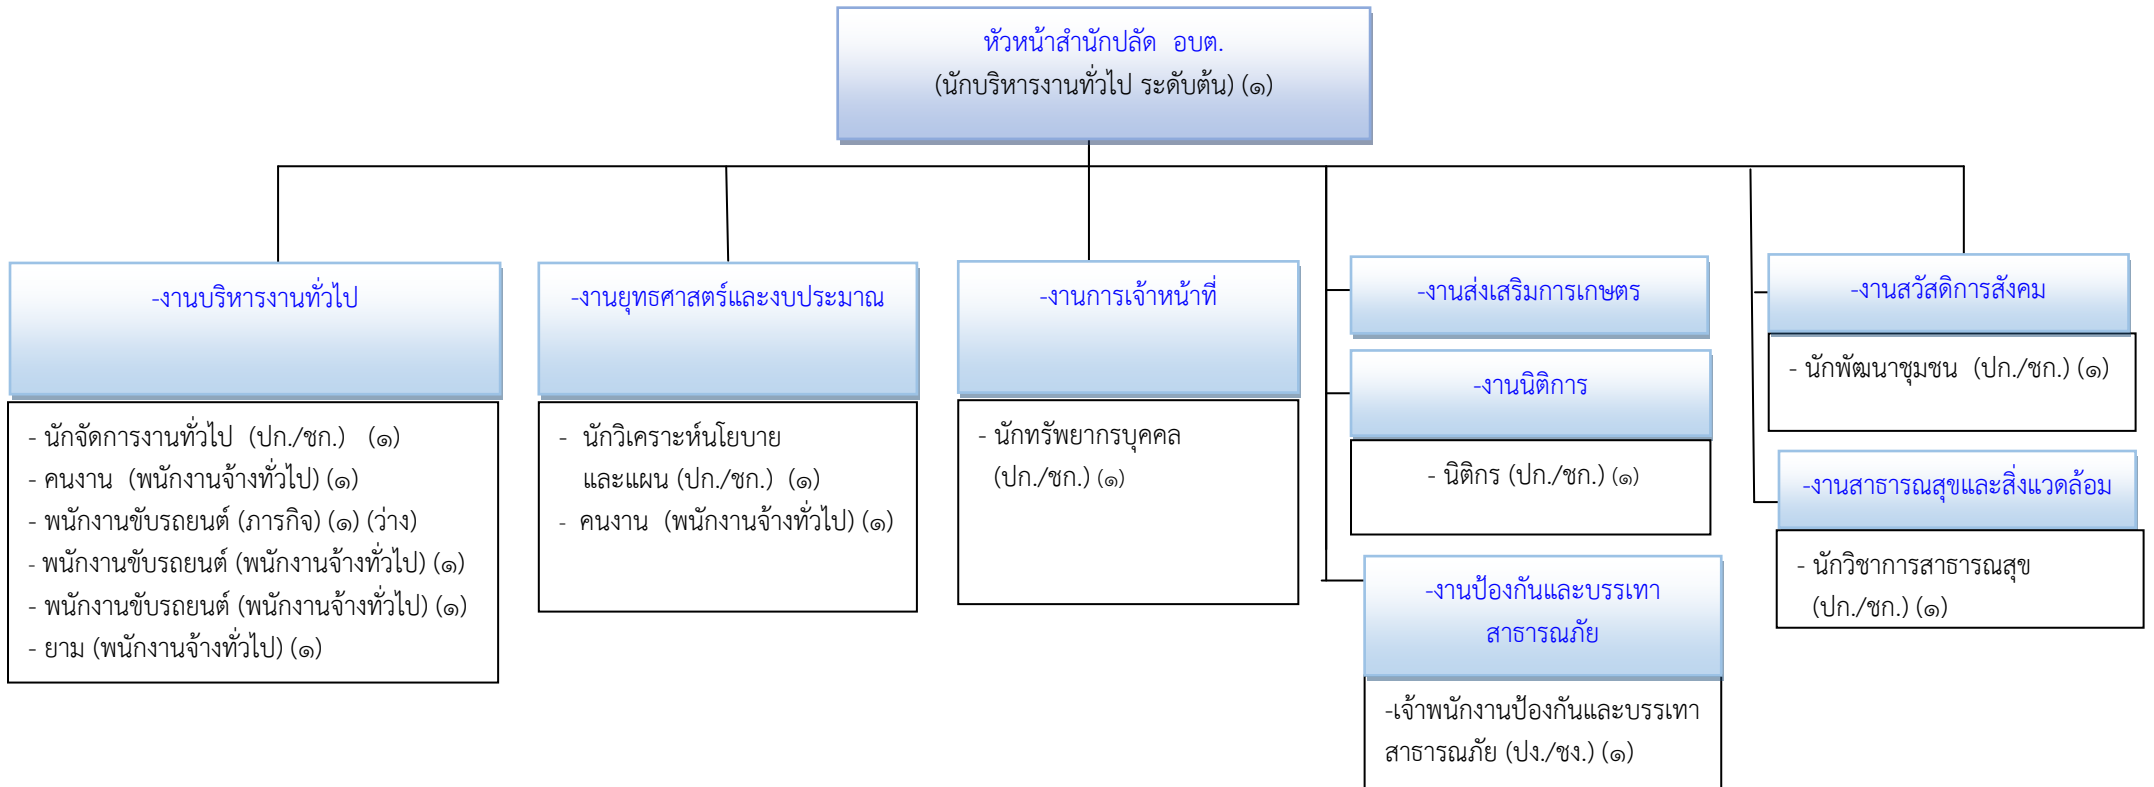 หัวหน้าสำนักปลัด อบต.
(นักบริหารงานทั่วไป ระดับต้น) (๑)
-งานบริหารงานทั่วไป
- นักจัดการงานทั่วไป (ปก./ชก.) (๑)
- คนงาน (พนักงานจ้างทั่วไป) (๑)
- พนักงานขับรถยนต์ (ภารกิจ) (๑) (ว่าง)
- พนักงานขับรถยนต์ (พนักงานจ้างทั่วไป) (๑)
- พนักงานขับรถยนต์ (พนักงานจ้างทั่วไป) (๑)
- ยาม (พนักงานจ้างทั่วไป) (๑)
-งานยุทธศาสตร์และงบประมาณ
- นักวิเคราะห์นโยบาย
และแผน (ปก./ชก.) (๑)
- คนงาน (พนักงานจ้างทั่วไป) (๑)
-งานการเจ้าหน้าที่
- นักทรัพยากรบุคคล
(ปก./ชก.) (๑)
-งานส่งเสริมการเกษตร
-งานนิติการ
- นิติกร (ปก./ชก.) (๑)
-งานป้องกันและบรรเทา
สาธารณภัย
-เจ้าพนักงานป้องกันและบรรเทา
สาธารณภัย (ปง./ชง.) (๑)
-งานสวัสดิการสังคม
- นักพัฒนาชุมชน (ปก./ชก.) (๑)
-งานสาธารณสุขและสิ่งแวดล้อม
- นักวิชาการสาธารณสุข
(ปก./ชก.) (๑)